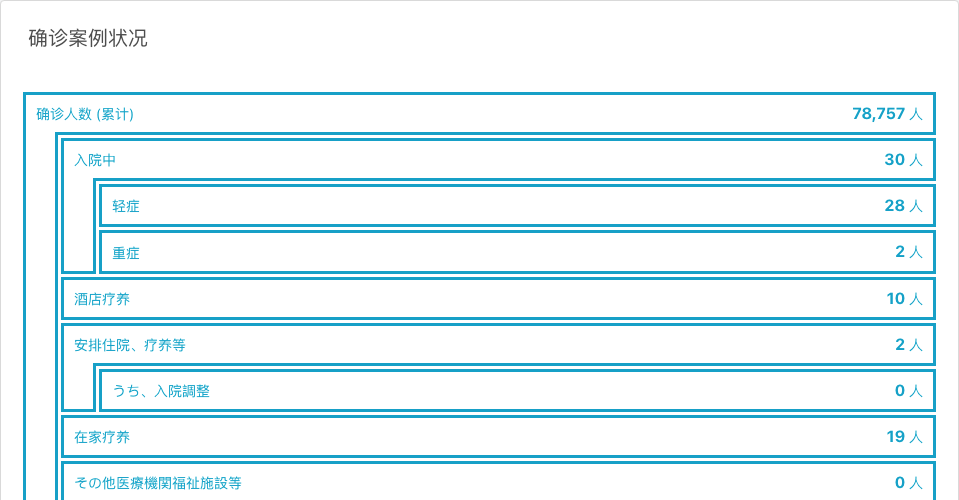 确诊案例状况
确诊人数 (累计) 78,757 人
入院中 30 人
轻症 28 人
重症 2 人
酒店疗养 10 人
安排住院、疗养等 2 人
うち、入院調整 0 人
在家疗养 19 人
その他医療機関福祉施設等 0 人